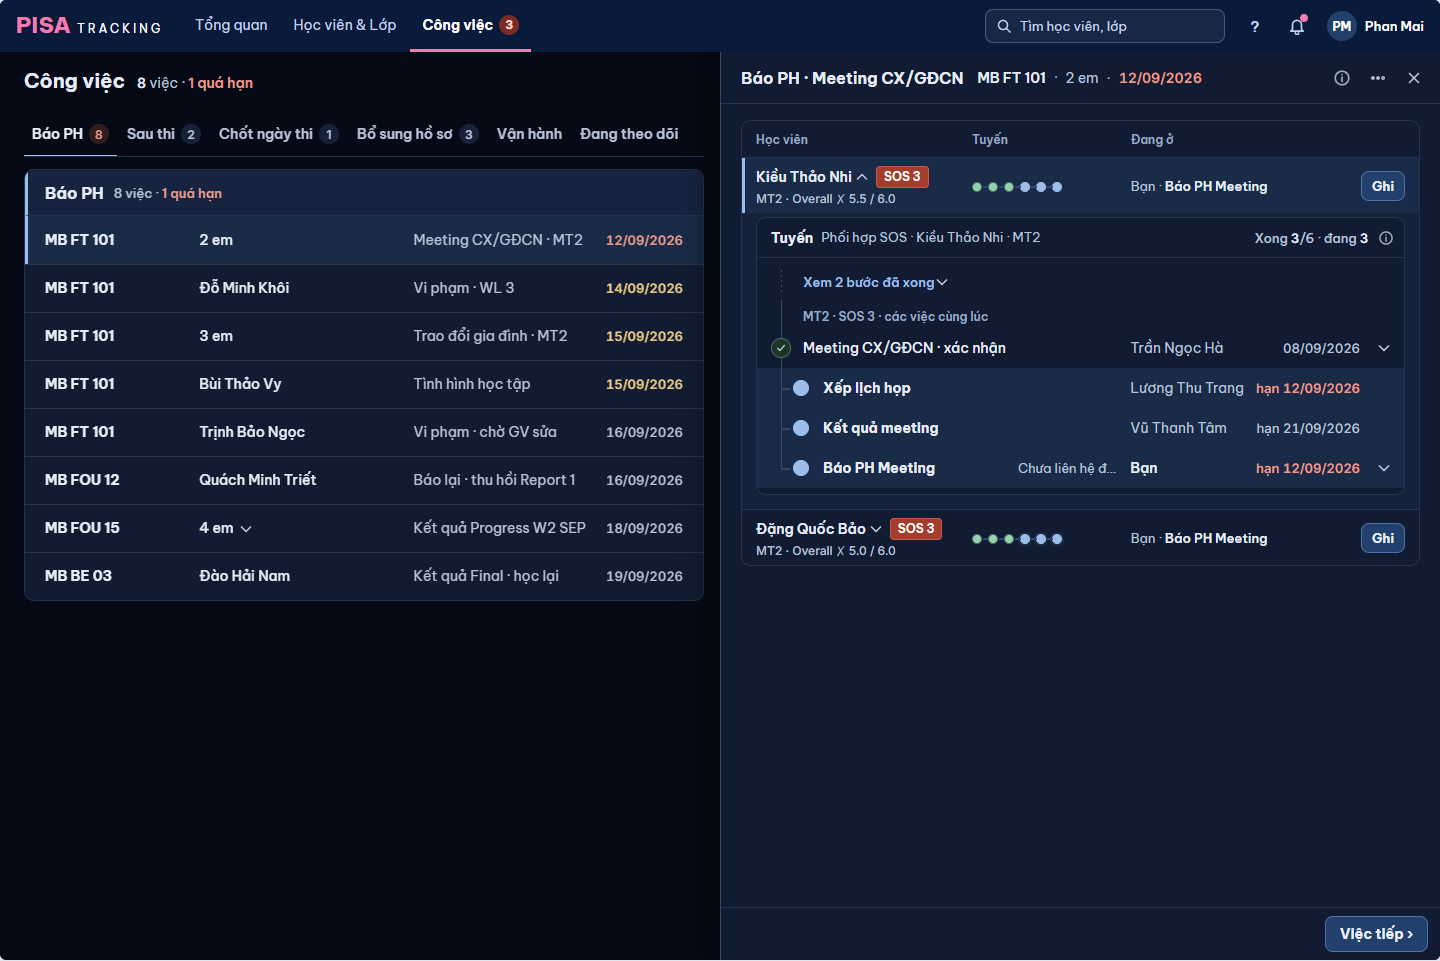 PISA TRACKING Tổng quan Học viên & Lớp Công việc 3 Tìm học viên, lớp ? PM Phan Mai
Công việc 8 việc · 1 quá hạn
Báo PH 8 Sau thi 2 Chốt ngày thi 1 Bổ sung hồ sơ 3 Vận hành Đang theo dõi
Báo PH 8 việc · 1 quá hạn
MB FT 101 2 em Meeting CX/GĐCN · MT2 12/09/2026
MB FT 101 Đỗ Minh Khôi Vi phạm · WL 3 14/09/2026
MB FT 101 3 em Trao đổi gia đình · MT2 15/09/2026
MB FT 101 Bùi Thảo Vy Tình hình học tập 15/09/2026
MB FT 101 Trịnh Bảo Ngọc Vi phạm · chờ GV sửa 16/09/2026
MB FOU 12 Quách Minh Triết Báo lại · thu hồi Report 1 16/09/2026
MB FOU 15 4 em Kết quả Progress W2 SEP 18/09/2026
MB BE 03 Đào Hải Nam Kết quả Final · học lại 19/09/2026
Báo PH · Meeting CX/GĐCN MB FT 101 · 2 em · 12/09/2026
Học viên Tuyến Đang ở
Kiều Thảo Nhi SOS 3 Bạn · Báo PH Meeting Ghi
MT2 · Overall ✗ 5.5 / 6.0
Tuyến Phối hợp SOS · Kiều Thảo Nhi · MT2 Xong 3/6 · đang 3
Xem 2 bước đã xong
MT2 · SOS 3 · các việc cùng lúc
Meeting CX/GĐCN · xác nhận Trần Ngọc Hà 08/09/2026
Xếp lịch họp Lương Thu Trang hạn 12/09/2026
Kết quả meeting Vũ Thanh Tâm hạn 21/09/2026
Báo PH Meeting Chưa liên hệ đ... Bạn hạn 12/09/2026
Đặng Quốc Bảo SOS 3 Bạn · Báo PH Meeting Ghi
MT2 · Overall ✗ 5.0 / 6.0
Việc tiếp ›